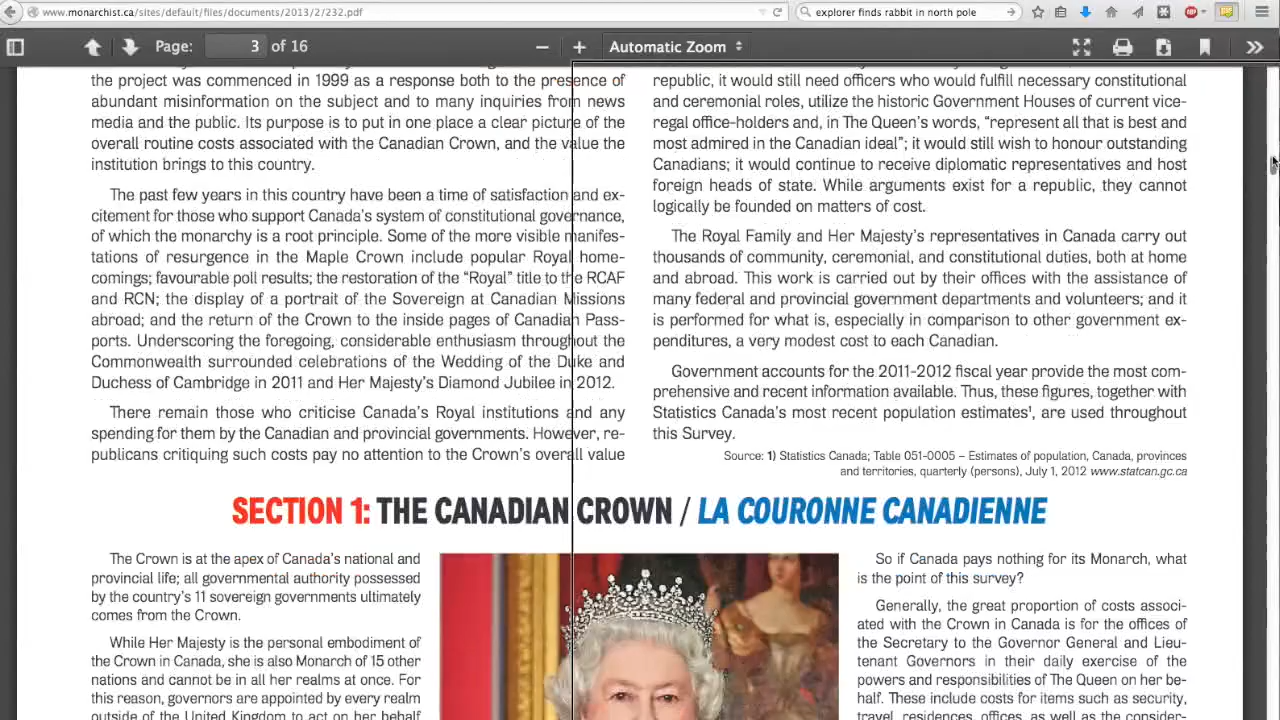 www.monarchist.ca/sites/default/files/documents/2013/2/232.pdf
explorer finds rabbit in north pole
Page: 3 of 16
Automatic Zoom
the project was commenced in 1999 as a response both to the presence of
abundant misinformation on the subject and to many inquiries from news
media and the public. Its purpose is to put in one place a clear picture of the
overall routine costs associated with the Canadian Crown, and the value the
institution brings to this country.
The past few years in this country have been a time of satisfaction and ex-
citement for those who support Canada's system of constitutional governance,
of which the monarchy is a root principle. Some of the more visible manifes-
tations of resurgence in the Maple Crown include popular Royal home-
comings; favourable poll results; the restoration of the “Royal” title to the RCAF
and RCN; the display of a portrait of the Sovereign at Canadian Missions
abroad; and the return of the Crown to the inside pages of Canadian Pass-
ports. Underscoring the foregoing, considerable enthusiasm throughout the
Commonwealth surrounded celebrations of the Wedding of the Duke and
Duchess of Cambridge in 2011 and Her Majesty's Diamond Jubilee in 2012.
There remain those who criticise Canada's Royal institutions and any
spending for them by the Canadian and provincial governments. However, re-
publicans critiquing such costs pay no attention to the Crown's overall value
republic, it would still need officers who would fulfill necessary constitutional
and ceremonial roles, utilize the historic Government Houses of current vice-
regal office-holders and, in The Queen's words, “represent all that is best and
most admired in the Canadian ideal”; it would still wish to honour outstanding
Canadians; it would continue to receive diplomatic representatives and host
foreign heads of state. While arguments exist for a republic, they cannot
logically be founded on matters of cost.
The Royal Family and Her Majesty's representatives in Canada carry out
thousands of community, ceremonial, and constitutional duties, both at home
and abroad. This work is carried out by their offices with the assistance of
many federal and provincial government departments and volunteers; and it
is performed for what is, especially in comparison to other government ex-
penditures, a very modest cost to each Canadian.
Government accounts for the 2011-2012 fiscal year provide the most com-
prehensive and recent information available. Thus, these figures, together with
Statistics Canada's most recent population estimates¹, are used throughout
this Survey.
Source: 1) Statistics Canada; Table 051-0005 – Estimates of population, Canada, provinces
and territories, quarterly (persons), July 1, 2012 www.statcan.gc.ca
SECTION 1: THE CANADIAN CROWN / LA COURONNE CANADIENNE
The Crown is at the apex of Canada's national and
provincial life; all governmental authority possessed
by the country's 11 sovereign governments ultimately
comes from the Crown.
While Her Majesty is the personal embodiment of
the Crown in Canada, she is also Monarch of 15 other
nations and cannot be in all her realms at once. For
this reason, governors are appointed by every realm
outside of the United Kingdom to act on her behalf
So if Canada pays nothing for its Monarch, what
is the point of this survey?
Generally, the great proportion of costs associ-
ated with the Crown in Canada is for the offices of
the Secretary to the Governor General and Lieu-
tenant Governors in their daily exercise of the
powers and responsibilities of The Queen on her be-
half. These include costs for items such as security,
travel, residences, offices, as well as the consider-